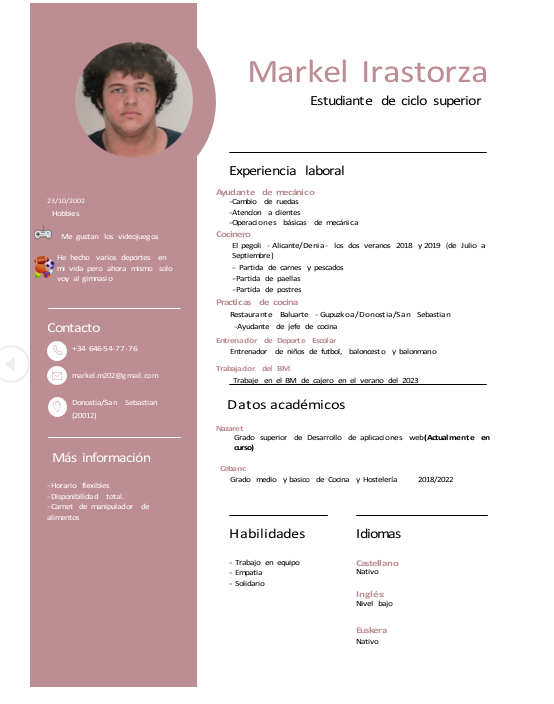 Markel Irastorza
Estudiante de ciclo superior
23/10/2002
Hobbies
Me gustan los videojuegos
He hecho varios deportes en
mi vida pero ahora mismo solo
voy al gimnasio
Contacto
+34 646-54-77-76
markel.m202@gmail.com
Donostia/San Sebastian
(20012)
Más información
-Horario flexibles
-Disponibilidad total.
-Carnet de manipulador de
alimentos
Experiencia laboral
Ayudante de mecánico
-Cambio de ruedas
-Atencíon a clientes
-Operaciones básicas de mecánica
Cocinero
El pegoli - Alicante/Denia- los dos veranos 2018 y 2019 (de Julio a
Septiembre)
- Partida de carnes y pescados
-Partida de paellas
-Partida de postres
Practicas de cocina
Restaurante Baluarte - Gupuzkoa/Donostia/San Sebastian
-Ayudante de jefe de cocina
Entrenador de Deporte Escolar
Entrenador de niños de futbol, baloncesto y balonmano
Trabajador del BM
Trabaje en el BM de cajero en el verano del 2023
Datos académicos
Nazaret
Grado superior de Desarrollo de aplicaciones web(Actualmente en
curso)
Cebanc
Grado medio y basico de Cocina y Hostelería 2018/2022
Habilidades
- Trabajo en equipo
- Empatia
- Solidario
Idiomas
Castellano
Nativo
Inglés:
Nivel bajo
Euskera
Nativo